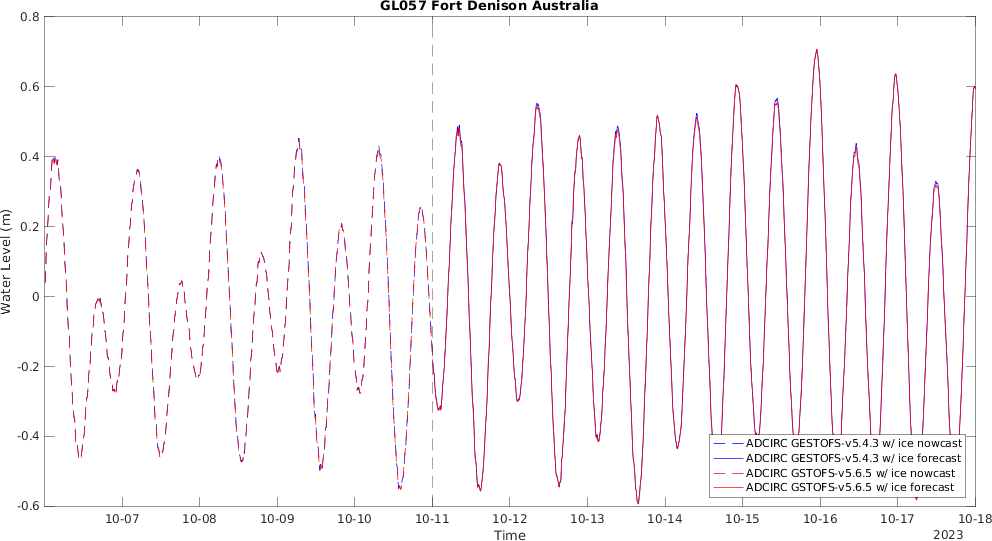 GL057 Fort Denison Australia
Water Level (m)
0.8
0.6
0.4
0.2
0
-0.2
-0.4
-0.6
ADCIRC GESTOFS-v5.4.3 w/ ice nowcast
ADCIRC GESTOFS-v5.4.3 w/ ice forecast
ADCIRC GSTOFS-v5.6.5 w/ ice nowcast
ADCIRC GSTOFS-v5.6.5 w/ ice forecast
10-07 10-08 10-09 10-10 10-11 10-12 10-13 10-14 10-15 10-16 10-17 10-18
Time
2023